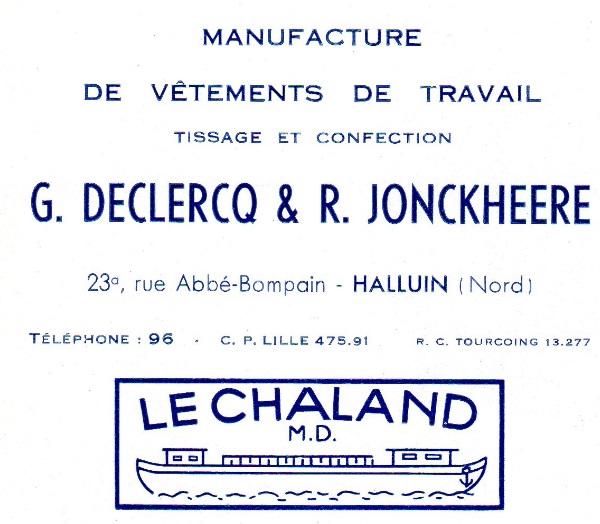 MANUFACTURE
DE VÊTEMENTS DE TRAVAIL
TISSAGE ET CONFECTION
G. DECLERCQ & R. JONCKHEERE
23ª, rue Abbé-Bompain - HALLUIN (Nord)
TÉLÉPHONE : 96 - C. P. LILLE 475.91 R. C. TOURCOING 13.277
LE CHALAND
M.D.